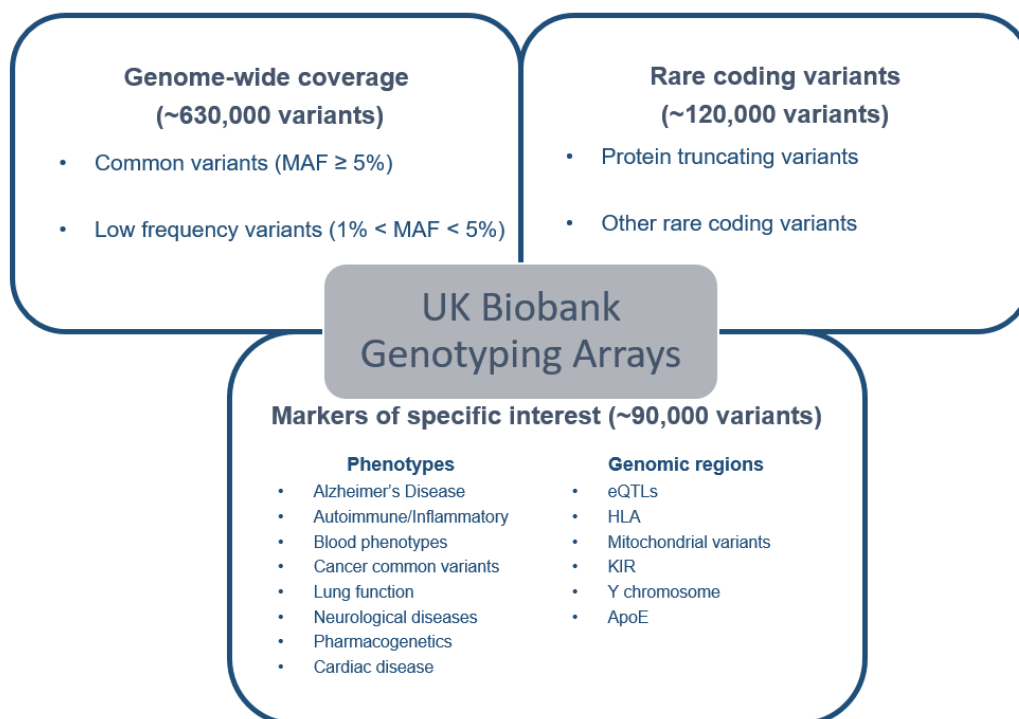 Genome-wide coverage
(~630,000 variants)
• Common variants (MAF ≥ 5%)
• Low frequency variants (1% < MAF < 5%)
Rare coding variants
(~120,000 variants)
• Protein truncating variants
• Other rare coding variants
UK Biobank
Genotyping Arrays
Markers of specific interest (~90,000 variants)
Phenotypes
• Alzheimer's Disease
• Autoimmune/Inflammatory
• Blood phenotypes
• Cancer common variants
• Lung function
• Neurological diseases
• Pharmacogenetics
• Cardiac disease
Genomic regions
• eQTLs
• HLA
• Mitochondrial variants
• KIR
• Y chromosome
• ApoE